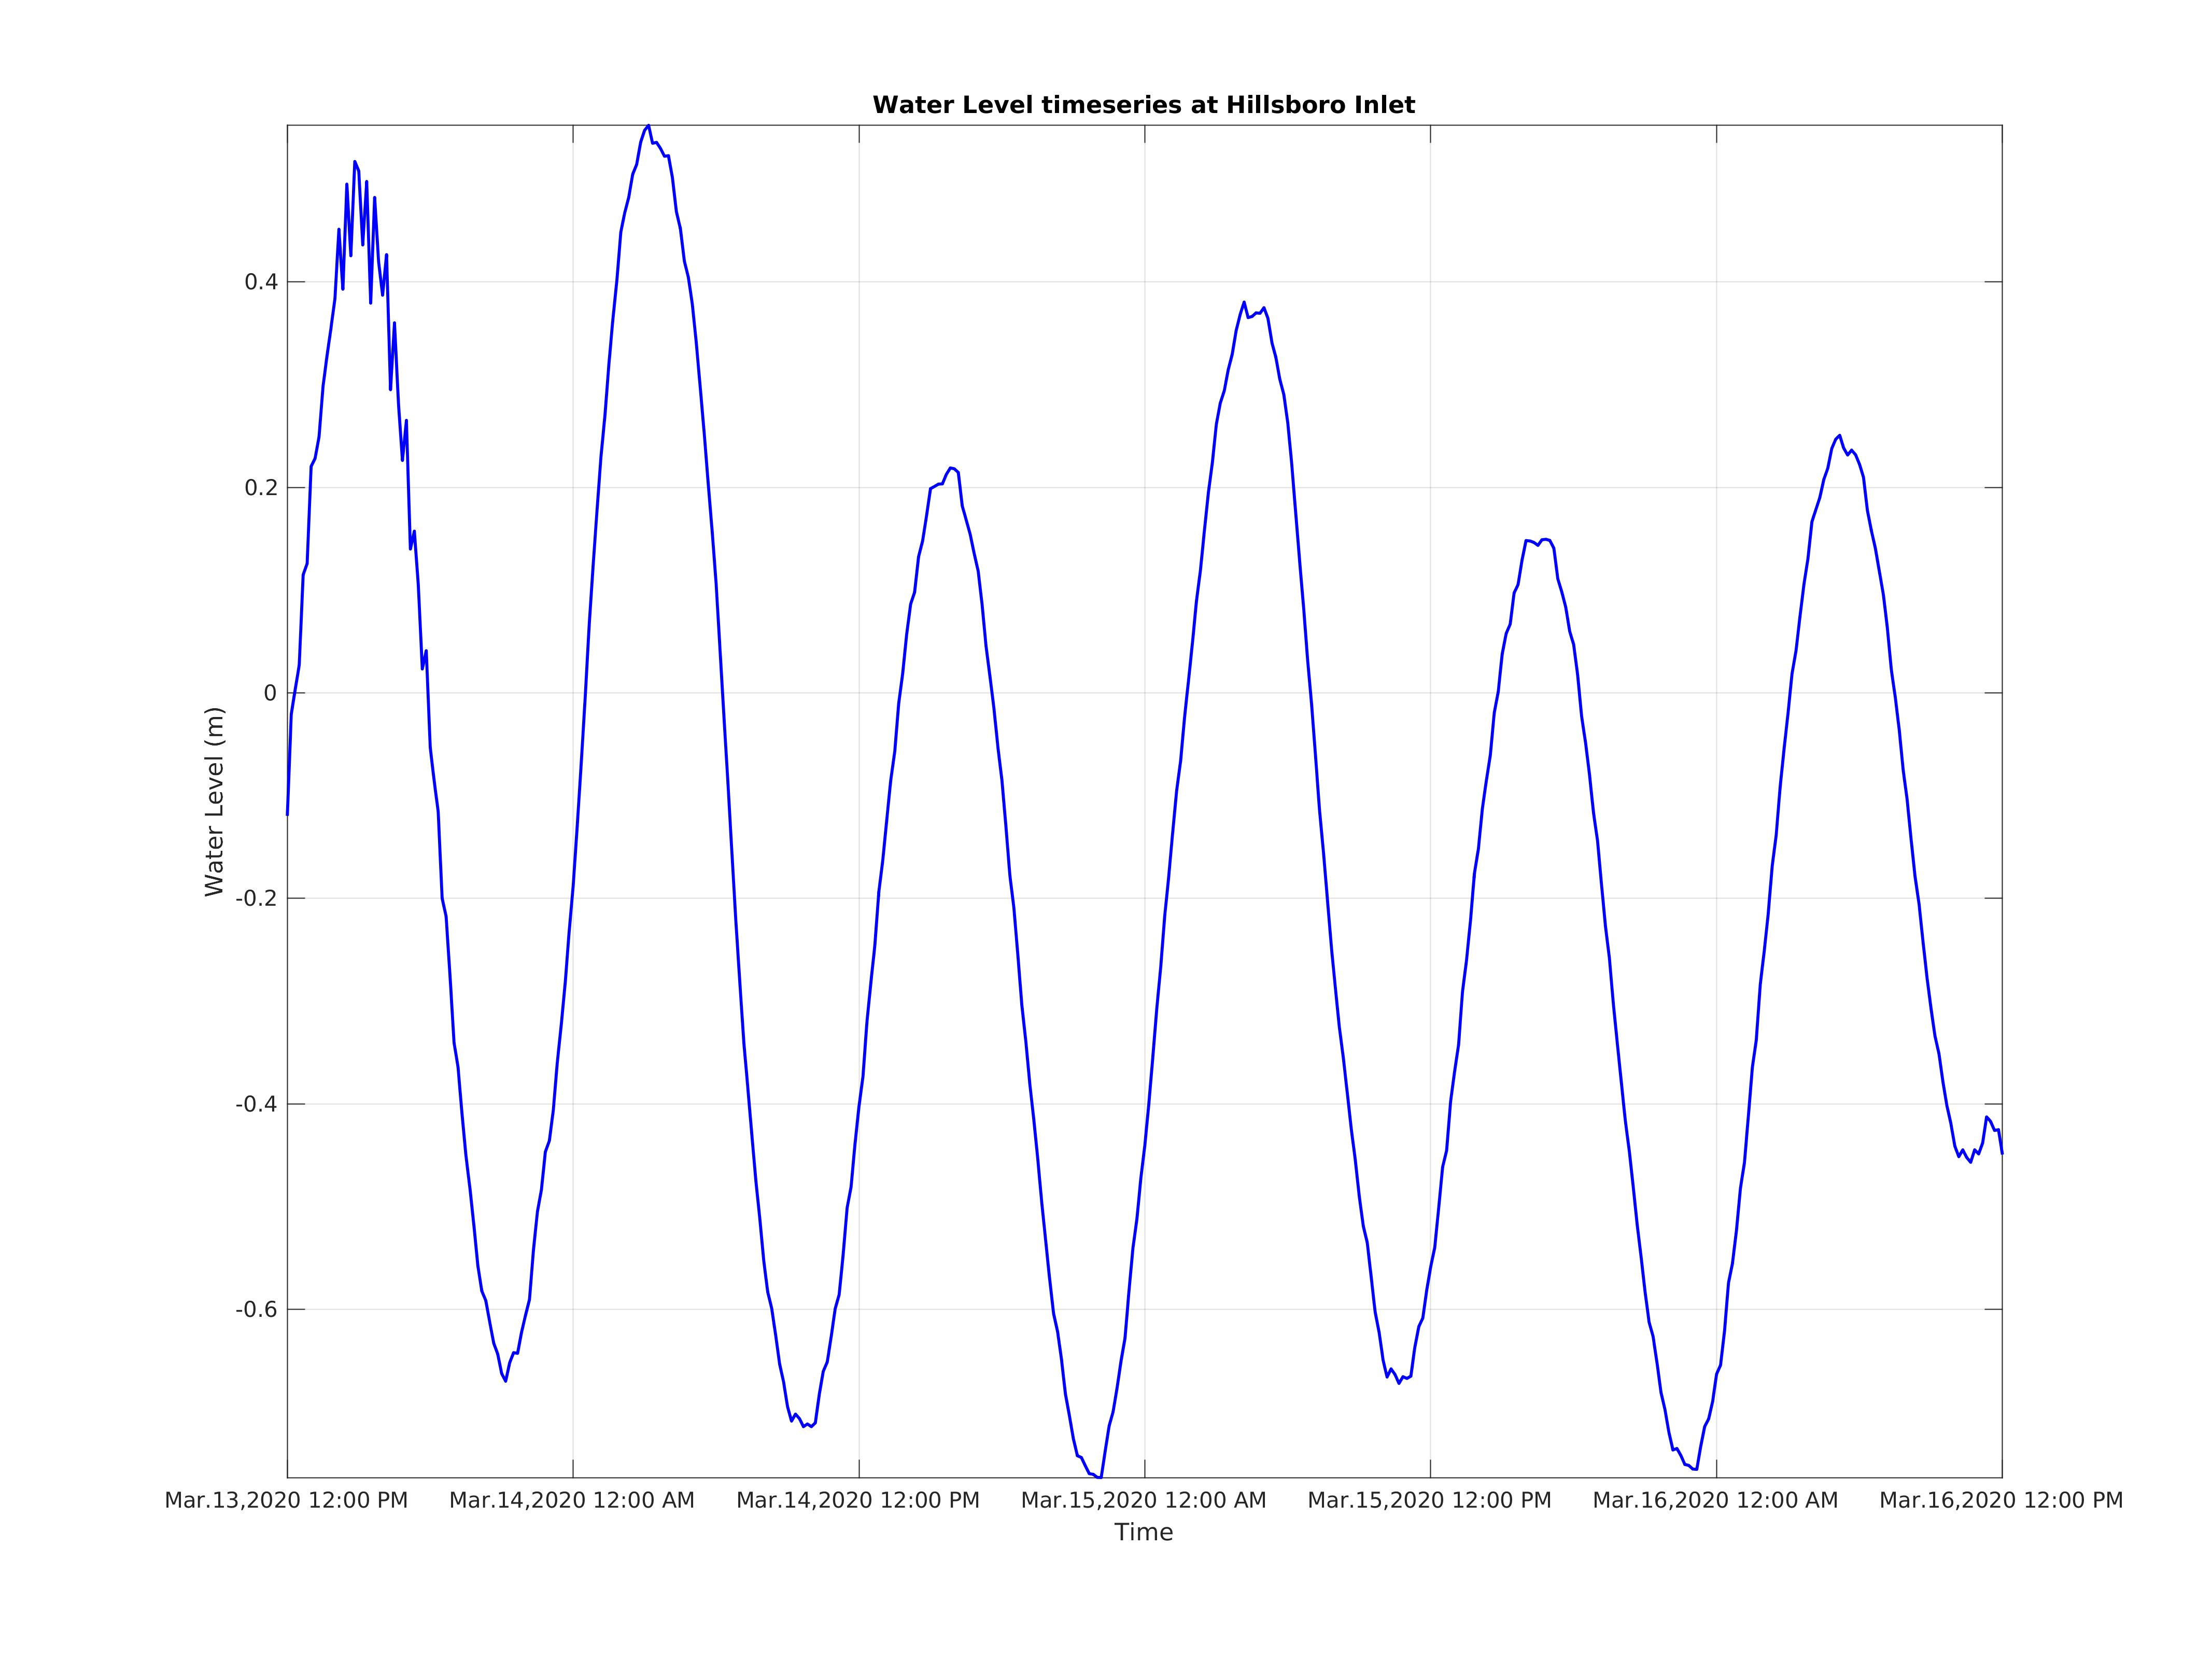 Water Level timeseries at Hillsboro Inlet
0.4
0.2
0
-0.2
-0.4
-0.6
Water Level (m)
Mar.13,2020 12:00 PM Mar.14,2020 12:00 AM Mar.14,2020 12:00 PM Mar.15,2020 12:00 AM Mar.15,2020 12:00 PM Mar.16,2020 12:00 AM Mar.16,2020 12:00 PM
Time